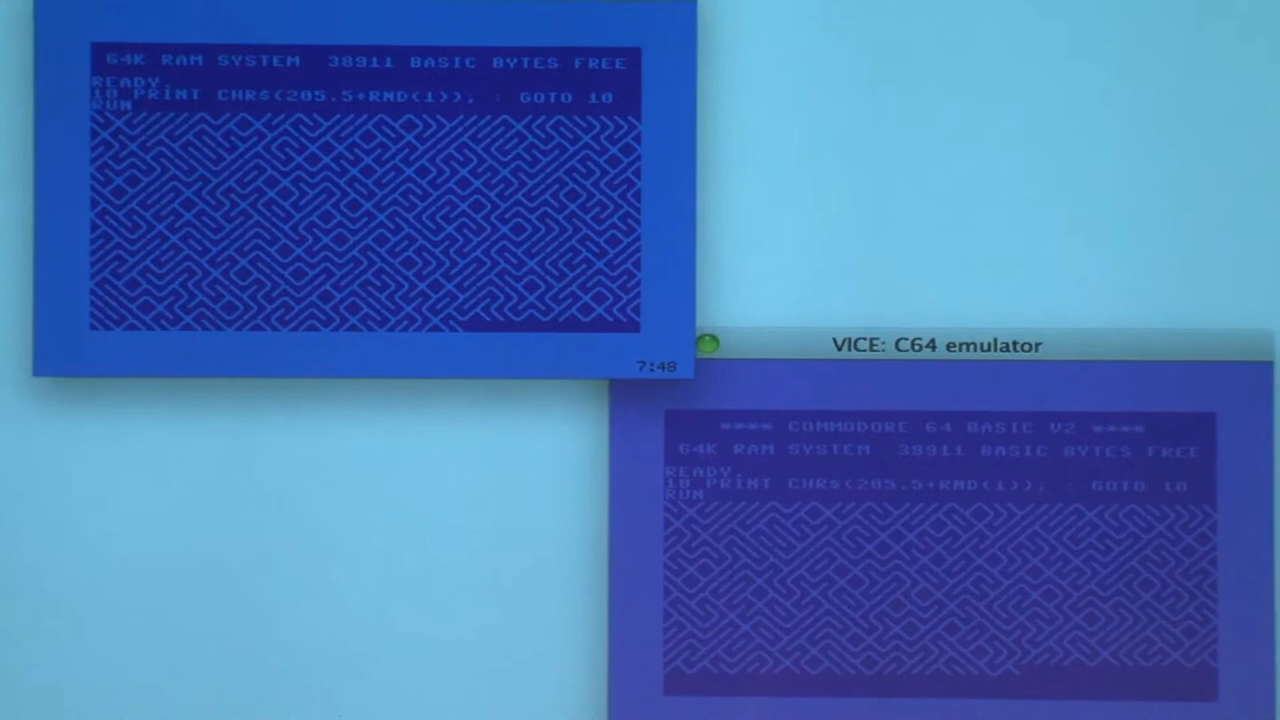 64K RAM SYSTEM 38911 BASIC BYTES FREE
READY.
10 PRINT CHR$(205.5+RND(1)); : GOTO 10
RUN
7:48
VICE: C64 emulator
**** COMMODORE 64 BASIC V2 ****
64K RAM SYSTEM 38911 BASIC BYTES FREE
READY.
10 PRINT CHR$(205.5+RND(1)); : GOTO 10
RUN